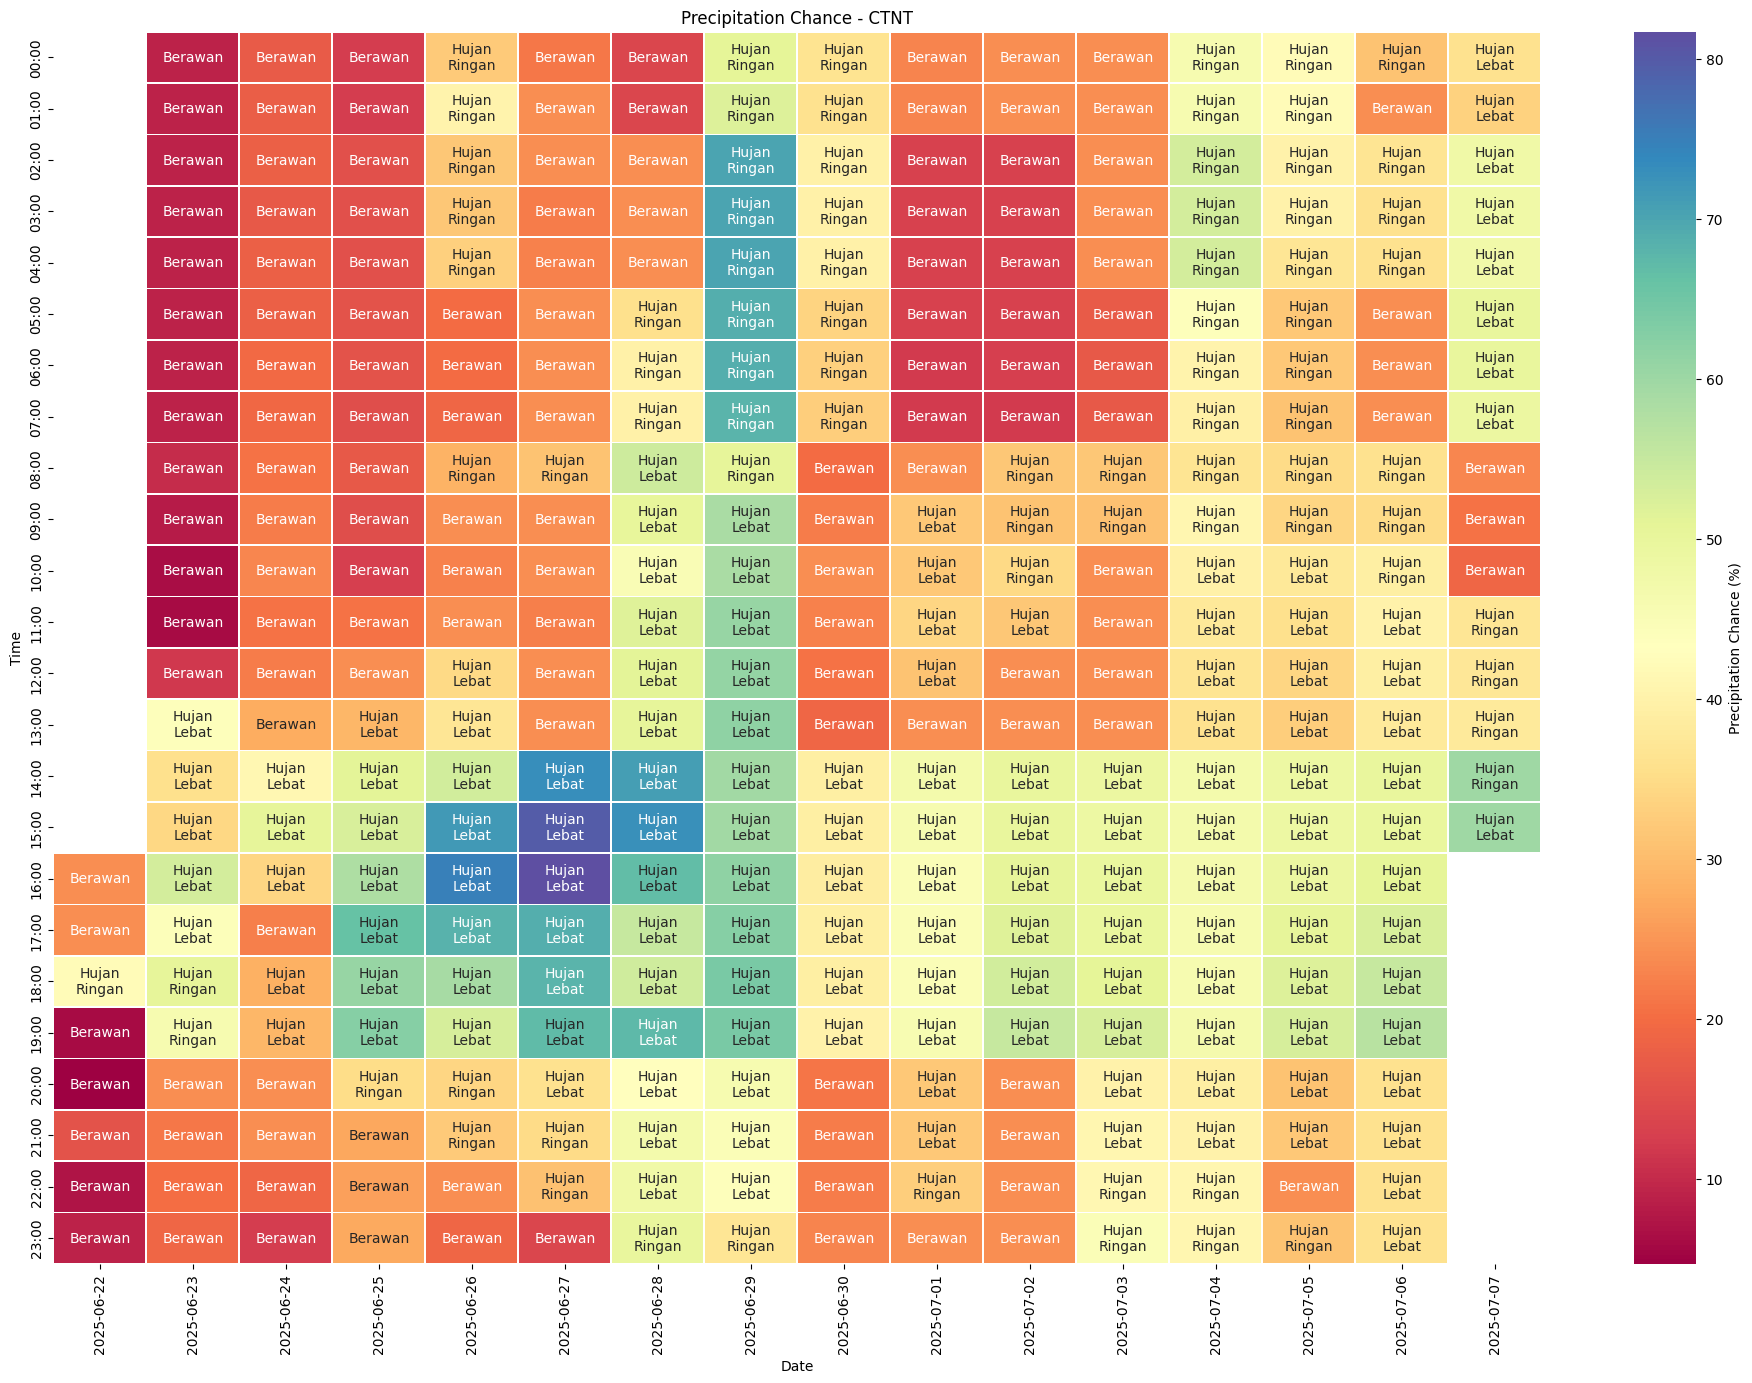 Precipitation Chance - CTNT
00:00 Berawan Berawan Berawan Hujan Ringan Berawan Berawan Hujan Ringan Hujan Ringan Berawan Berawan Berawan Hujan Ringan Hujan Ringan Hujan Ringan Hujan Lebat
01:00 Berawan Berawan Berawan Hujan Ringan Berawan Berawan Hujan Ringan Hujan Ringan Berawan Berawan Berawan Hujan Ringan Hujan Ringan Berawan Hujan Lebat
02:00 Berawan Berawan Berawan Hujan Ringan Berawan Berawan Hujan Ringan Hujan Ringan Berawan Berawan Berawan Hujan Ringan Hujan Ringan Hujan Ringan Hujan Lebat
03:00 Berawan Berawan Berawan Hujan Ringan Berawan Berawan Hujan Ringan Hujan Ringan Berawan Berawan Berawan Hujan Ringan Hujan Ringan Hujan Ringan Hujan Lebat
04:00 Berawan Berawan Berawan Hujan Ringan Berawan Berawan Hujan Ringan Hujan Ringan Berawan Berawan Berawan Hujan Ringan Hujan Ringan Hujan Ringan Hujan Lebat
05:00 Berawan Berawan Berawan Berawan Berawan Hujan Ringan Hujan Ringan Hujan Ringan Berawan Berawan Berawan Hujan Ringan Hujan Ringan Berawan Hujan Lebat
06:00 Berawan Berawan Berawan Berawan Berawan Hujan Ringan Hujan Ringan Hujan Ringan Berawan Berawan Berawan Hujan Ringan Hujan Ringan Berawan Hujan Lebat
07:00 Berawan Berawan Berawan Berawan Berawan Hujan Ringan Hujan Ringan Hujan Ringan Berawan Berawan Berawan Hujan Ringan Hujan Ringan Berawan Hujan Lebat
08:00 Berawan Berawan Berawan Hujan Ringan Hujan Ringan Hujan Lebat Hujan Ringan Berawan Berawan Hujan Ringan Hujan Ringan Hujan Ringan Hujan Ringan Hujan Ringan Berawan
09:00 Berawan Berawan Berawan Berawan Berawan Hujan Lebat Hujan Lebat Berawan Hujan Lebat Hujan Ringan Hujan Ringan Hujan Ringan Hujan Ringan Hujan Ringan Berawan
10:00 Berawan Berawan Berawan Berawan Berawan Hujan Lebat Hujan Lebat Berawan Hujan Lebat Hujan Ringan Berawan Hujan Lebat Hujan Lebat Hujan Ringan Berawan
11:00 Berawan Berawan Berawan Berawan Berawan Hujan Lebat Hujan Lebat Berawan Hujan Lebat Hujan Lebat Berawan Hujan Lebat Hujan Lebat Hujan Lebat Hujan Ringan
12:00 Berawan Berawan Berawan Hujan Lebat Berawan Hujan Lebat Hujan Lebat Berawan Hujan Lebat Berawan Berawan Hujan Lebat Hujan Lebat Hujan Lebat Hujan Ringan
13:00 Hujan Lebat Berawan Hujan Lebat Hujan Lebat Berawan Hujan Lebat Hujan Lebat Berawan Berawan Berawan Berawan Hujan Lebat Hujan Lebat Hujan Lebat Hujan Ringan
14:00 Hujan Lebat Hujan Lebat Hujan Lebat Hujan Lebat Hujan Lebat Hujan Lebat Hujan Lebat Hujan Lebat Hujan Lebat Hujan Lebat Hujan Lebat Hujan Lebat Hujan Lebat Hujan Lebat Hujan Ringan
15:00 Hujan Lebat Hujan Lebat Hujan Lebat Hujan Lebat Hujan Lebat Hujan Lebat Hujan Lebat Hujan Lebat Hujan Lebat Hujan Lebat Hujan Lebat Hujan Lebat Hujan Lebat Hujan Lebat Hujan Lebat
16:00 Berawan Hujan Lebat Hujan Lebat Hujan Lebat Hujan Lebat Hujan Lebat Hujan Lebat Hujan Lebat Hujan Lebat Hujan Lebat Hujan Lebat Hujan Lebat Hujan Lebat Hujan Lebat Hujan Lebat
17:00 Berawan Hujan Lebat Berawan Hujan Lebat Hujan Lebat Hujan Lebat Hujan Lebat Hujan Lebat Hujan Lebat Hujan Lebat Hujan Lebat Hujan Lebat Hujan Lebat Hujan Lebat Hujan Lebat
18:00 Hujan Ringan Hujan Ringan Hujan Lebat Hujan Lebat Hujan Lebat Hujan Lebat Hujan Lebat Hujan Lebat Hujan Lebat Hujan Lebat Hujan Lebat Hujan Lebat Hujan Lebat Hujan Lebat Hujan Lebat
19:00 Berawan Hujan Ringan Hujan Lebat Hujan Lebat Hujan Lebat Hujan Lebat Hujan Lebat Hujan Lebat Hujan Lebat Hujan Lebat Hujan Lebat Hujan Lebat Hujan Lebat Hujan Lebat Hujan Lebat
20:00 Berawan Berawan Berawan Hujan Ringan Hujan Ringan Hujan Lebat Hujan Lebat Hujan Lebat Berawan Hujan Lebat Berawan Hujan Lebat Hujan Lebat Hujan Lebat Hujan Lebat
21:00 Berawan Berawan Berawan Berawan Hujan Ringan Hujan Ringan Hujan Lebat Hujan Lebat Berawan Hujan Lebat Berawan Hujan Lebat Hujan Lebat Hujan Lebat Hujan Lebat
22:00 Berawan Berawan Berawan Berawan Berawan Hujan Ringan Hujan Lebat Hujan Lebat Berawan Hujan Ringan Berawan Hujan Ringan Hujan Ringan Berawan Hujan Lebat
23:00 Berawan Berawan Berawan Berawan Berawan Berawan Hujan Ringan Hujan Ringan Berawan Berawan Berawan Hujan Ringan Hujan Ringan Hujan Ringan Hujan Lebat
Time
2025-06-22 2025-06-23 2025-06-24 2025-06-25 2025-06-26 2025-06-27 2025-06-28 2025-06-29 2025-06-30 2025-07-01 2025-07-02 2025-07-03 2025-07-04 2025-07-05 2025-07-06 2025-07-07
Date
80
70
60
50
40
30
20
10
Precipitation Chance (%)